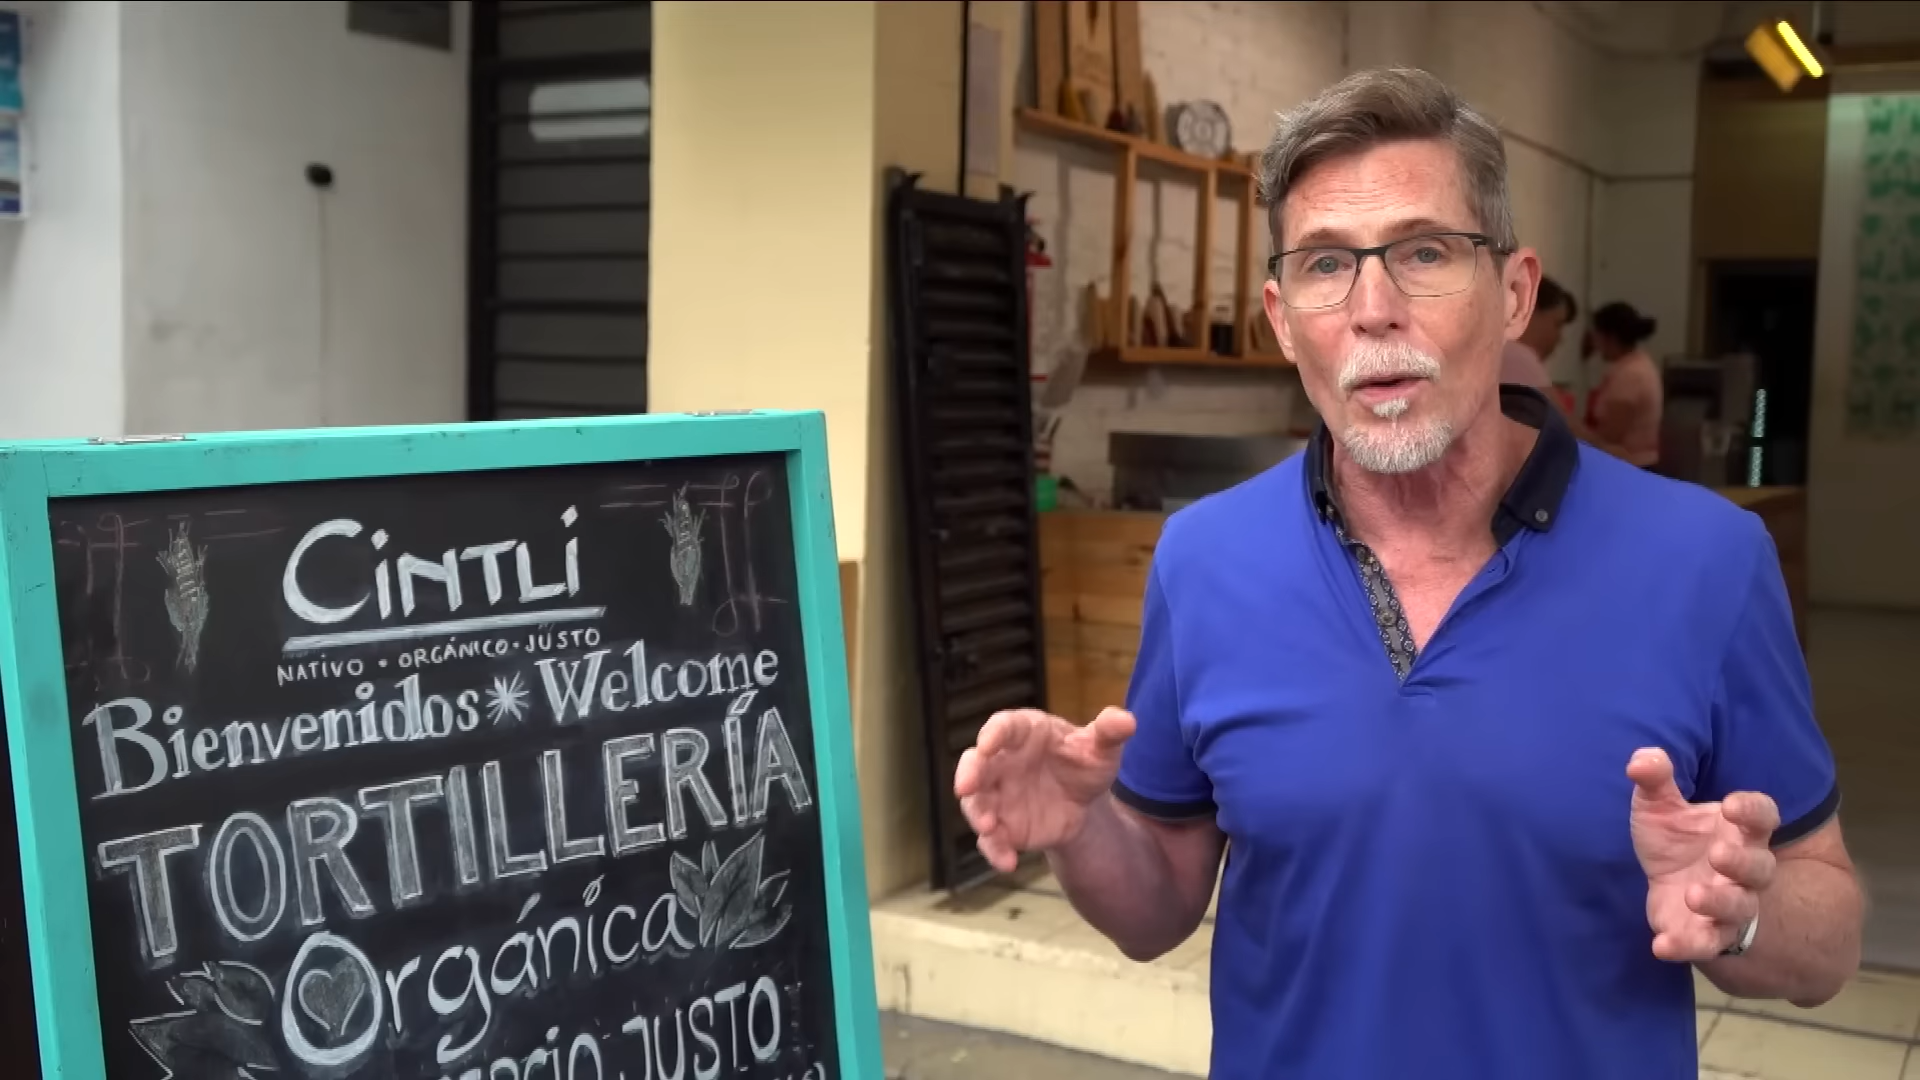 CINTLI
NATIVO • ORGÁNICO • JUSTO
Bienvenidos * Welcome
TORTILLERÍA
Orgánica
JUSTO